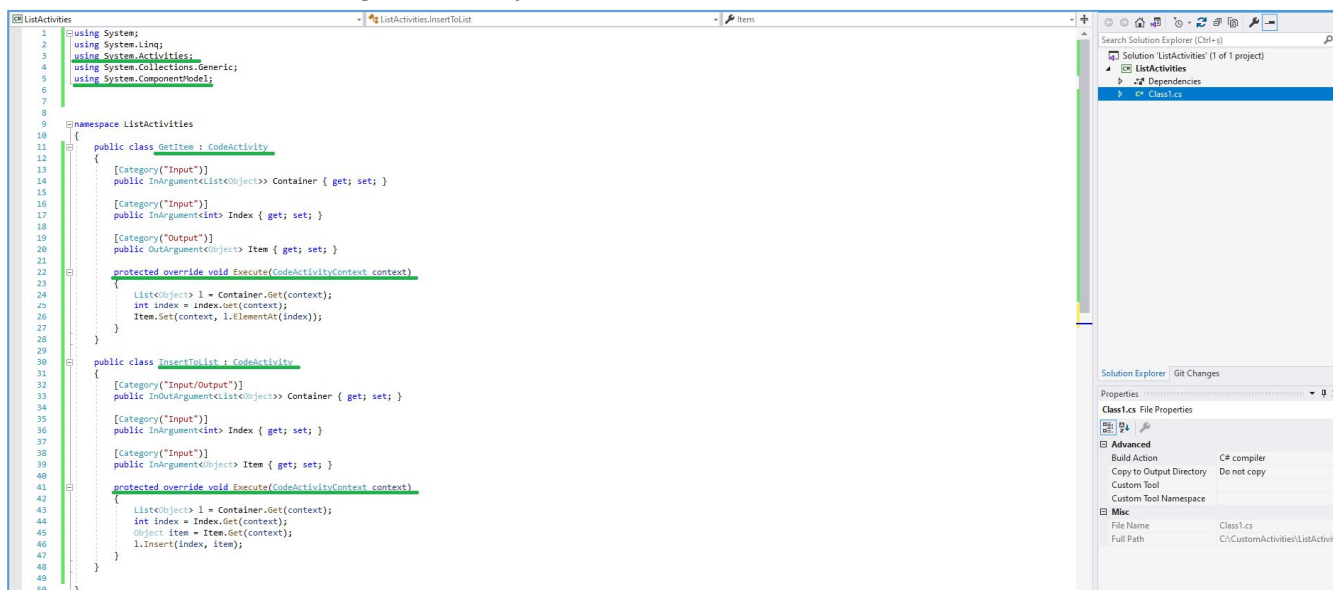 ListActivities
ListActivities.InsertToList
Item
1 using System;
2 using System.Linq;
3 using System.Activities;
4 using System.Collections.Generic;
5 using System.ComponentModel;
6
7
8
9 namespace ListActivities
10 {
11 public class GetItem : CodeActivity
12 {
13 [Category("Input")]
14 public InArgument<List<Object>> Container { get; set; }
15
16 [Category("Input")]
17 public InArgument<int> Index { get; set; }
18
19 [Category("Output")]
20 public OutArgument<Object> Item { get; set; }
21
22 protected override void Execute(CodeActivityContext context)
23 {
24 List<Object> l = Container.Get(context);
25 int index = Index.Get(context);
26 Item.Set(context, l.ElementAt(index));
27 }
28 }
29
30 public class InsertToList : CodeActivity
31 {
32 [Category("Input/Output")]
33 public InOutArgument<List<Object>> Container { get; set; }
34
35 [Category("Input")]
36 public InArgument<int> Index { get; set; }
37
38 [Category("Input")]
39 public InArgument<Object> Item { get; set; }
40
41 protected override void Execute(CodeActivityContext context)
42 {
43 List<Object> l = Container.Get(context);
44 int index = Index.Get(context);
45 Object item = Item.Get(context);
46 l.Insert(index, item);
47 }
48 }
49
50 }
Search Solution Explorer (Ctrl+s)
Solution 'ListActivities' (1 of 1 project)
C# ListActivities
Dependencies
C# Class1.cs
Solution Explorer Git Changes
Properties
Class1.cs File Properties
Advanced
Build Action C# compiler
Copy to Output Directory Do not copy
Custom Tool
Custom Tool Namespace
Misc
File Name Class1.cs
Full Path C:\CustomActivities\ListActivit